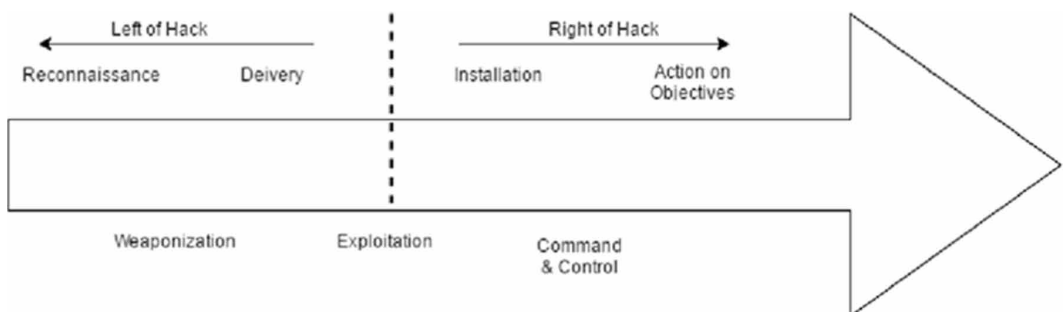 Left of Hack
Right of Hack
Reconnaissance
Deivery
Installation
Action on
Objectives
Weaponization
Exploitation
Command
& Control